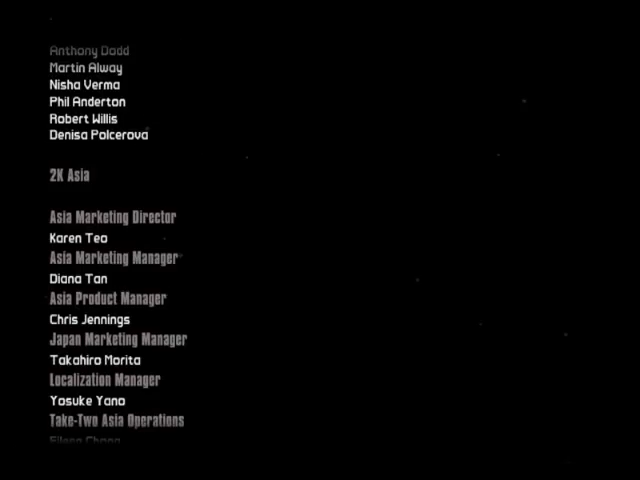 Anthony Dodd
Martin Alway
Nisha Verma
Phil Anderton
Robert Willis
Denisa Polcerova
2K Asia
Asia Marketing Director
Karen Teo
Asia Marketing Manager
Diana Tan
Asia Product Manager
Chris Jennings
Japan Marketing Manager
Takahiro Morita
Localization Manager
Yosuke Yano
Take-Two Asia Operations
Eileen Chong